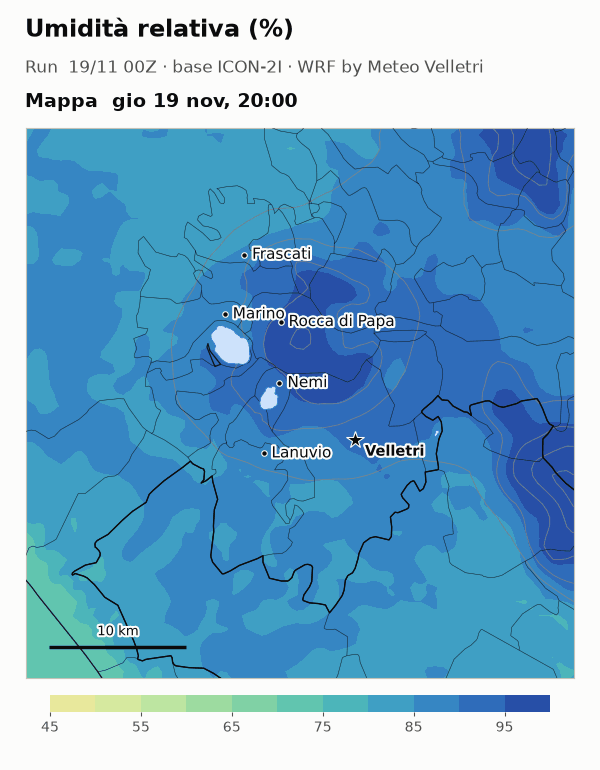 Umidità relativa (%)
Run  19/11 00Z · base ICON-2I · WRF by Meteo Velletri
Mappa  gio 19 nov, 20:00
Frascati
Marino
Rocca di Papa
Nemi
Velletri
Lanuvio
10 km
45 55 65 75 85 95